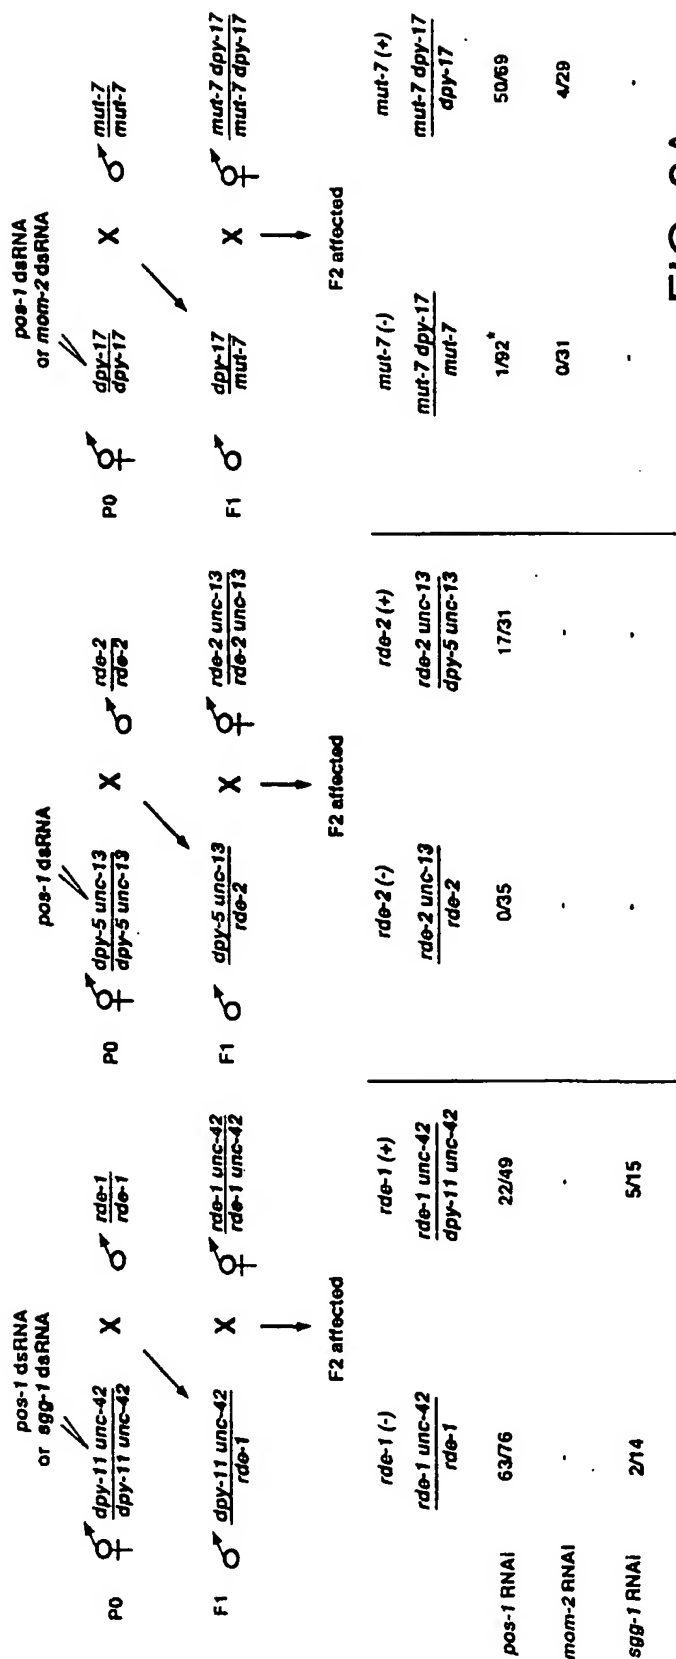 pos-1 dsRNA
or sgg-1 dsRNA
P0
dpy-11 unc-42
dpy-11 unc-42
X
rde-1
rde-1
F1
dpy-11 unc-42
rde-1
X
rde-1 unc-42
rde-1 unc-42
F2 affected
rde-1 (-)
rde-1 (+)
rde-1 unc-42
rde-1
rde-1 unc-42
dpy-11 unc-42
pos-1 RNAi
63/76
22/49
mom-2 RNAi
-
-
sgg-1 RNAi
2/14
5/15
pos-1 dsRNA
P0
dpy-5 unc-13
dpy-5 unc-13
X
rde-2
rde-2
F1
dpy-5 unc-13
rde-2
X
rde-2 unc-13
rde-2 unc-13
F2 affected
rde-2 (-)
rde-2 (+)
rde-2 unc-13
rde-2
rde-2 unc-13
dpy-5 unc-13
0/35
17/31
-
-
-
-
pos-1 dsRNA
or mom-2 dsRNA
P0
dpy-17
dpy-17
X
mut-7
mut-7
F1
dpy-17
mut-7
X
mut-7 dpy-17
mut-7 dpy-17
F2 affected
mut-7 (-)
mut-7 (+)
mut-7 dpy-17
mut-7
mut-7 dpy-17
dpy-17
1/92*
50/69
0/31
4/29
-
-